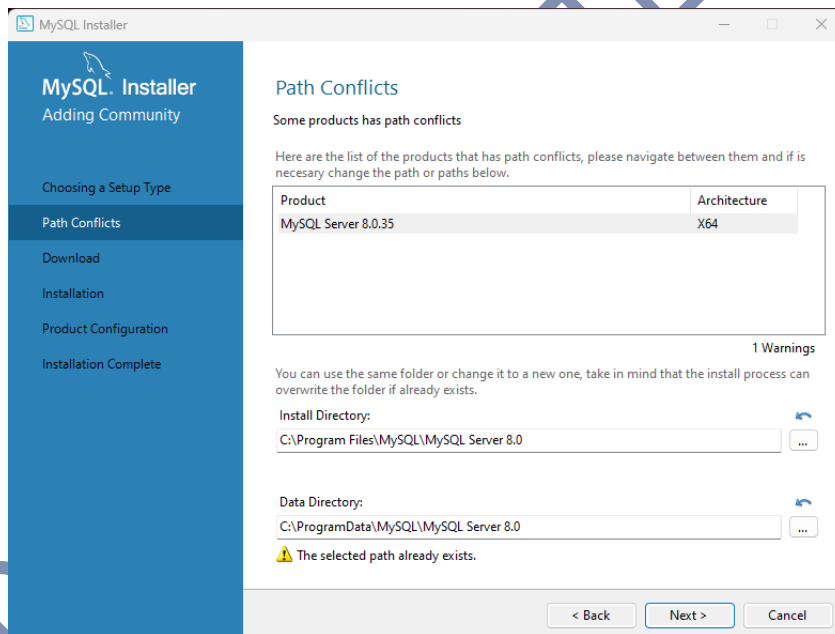 MySQL Installer
MySQL. Installer
Adding Community
Choosing a Setup Type
Path Conflicts
Download
Installation
Product Configuration
Installation Complete
Path Conflicts
Some products has path conflicts
Here are the list of the products that has path conflicts, please navigate between them and if is
necesary change the path or paths below.
Product Architecture
MySQL Server 8.0.35 X64
1 Warnings
You can use the same folder or change it to a new one, take in mind that the install process can
overwrite the folder if already exists.
Install Directory:
C:\Program Files\MySQL\MySQL Server 8.0
...
Data Directory:
C:\ProgramData\MySQL\MySQL Server 8.0
...
The selected path already exists.
< Back Next > Cancel